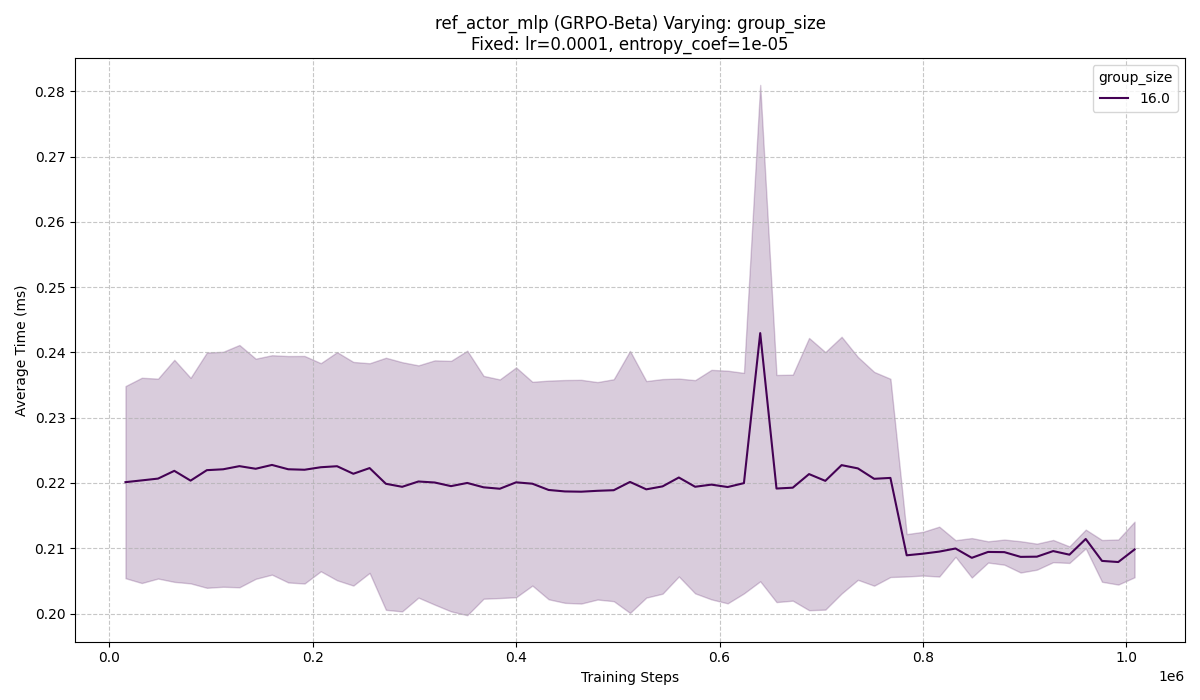 ref_actor_mlp (GRPO-Beta) Varying: group_size
Fixed: lr=0.0001, entropy_coef=1e-05
group_size
16.0
0.28
0.27
0.26
0.25
0.24
0.23
0.22
0.21
0.20
Average Time (ms)
0.0
0.2
0.4
0.6
0.8
1.0
1e6
Training Steps